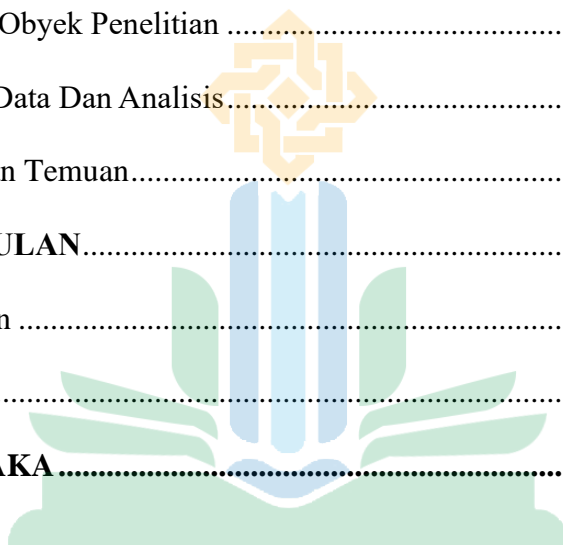 Obyek Penelitian ..........................................
Data Dan Analisis..........................................
n Temuan......................................................
ULAN............................................................
n ....................................................................
......................................................................
AKA..............................................................